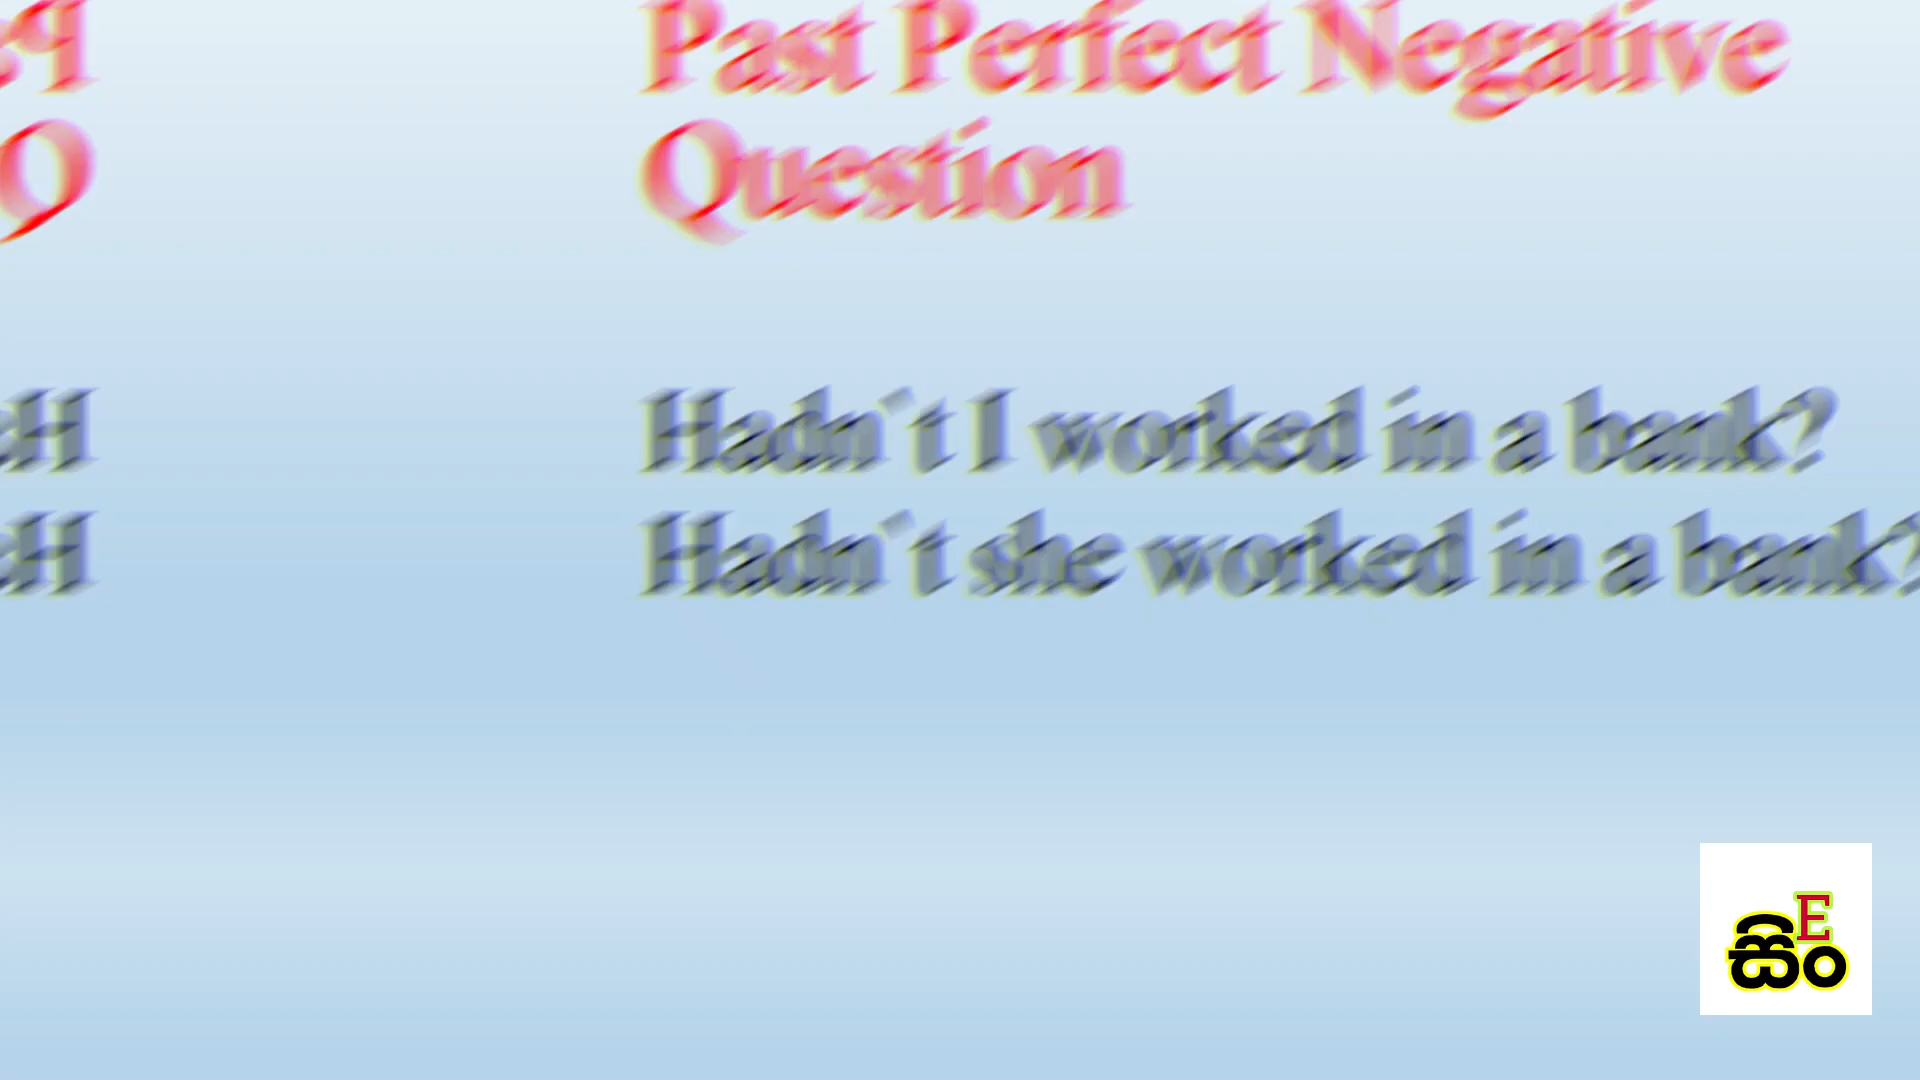 Past Perfect Negative
Question
Hadn`t I worked in a bank?
Hadn`t she worked in a bank?
E
සිං